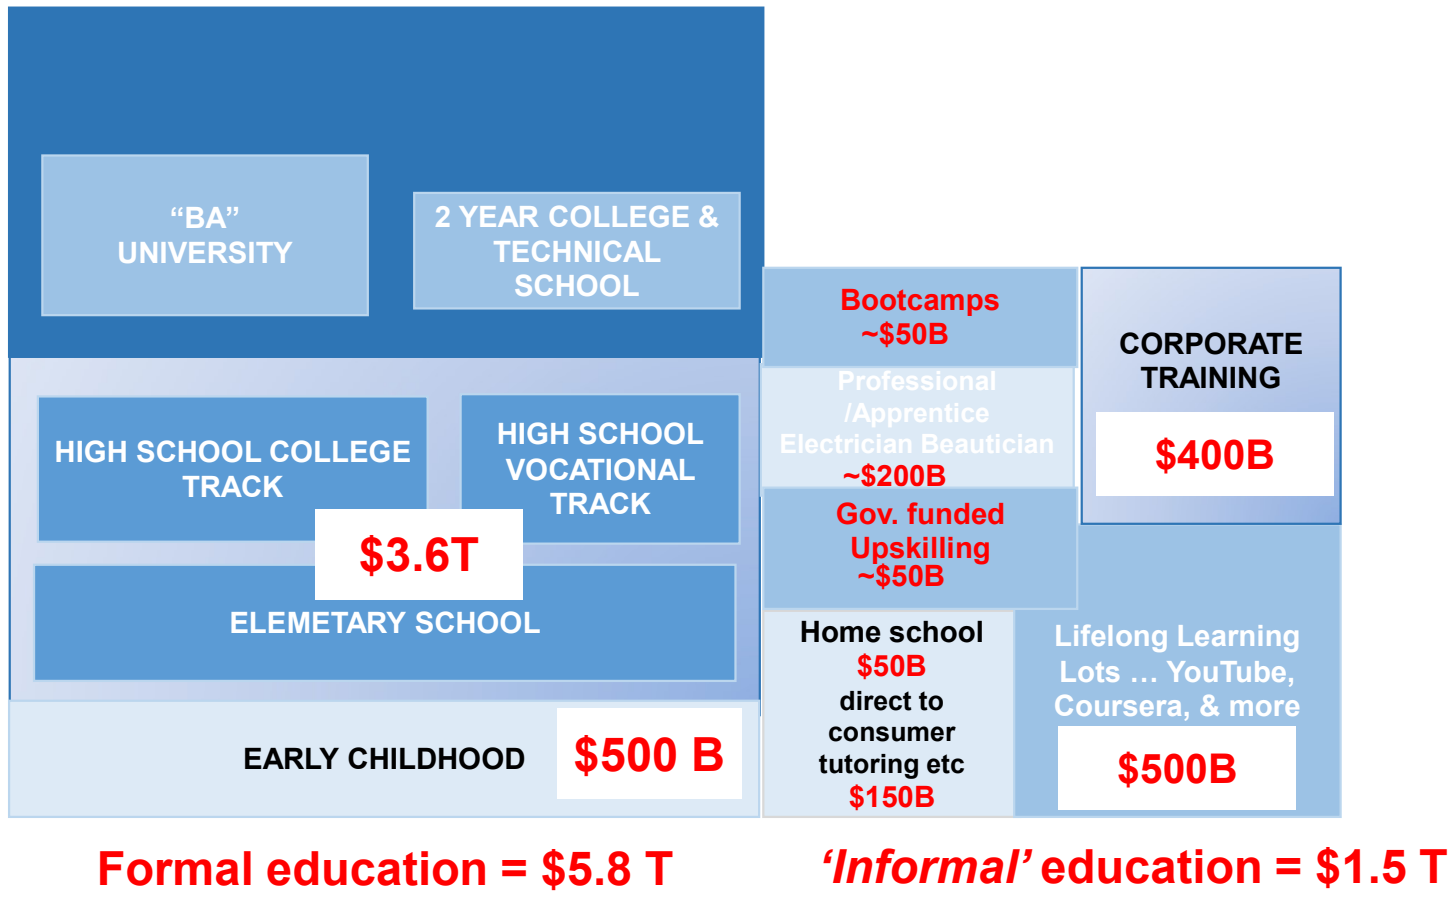 “BA”
UNIVERSITY
2 YEAR COLLEGE &
TECHNICAL
SCHOOL
HIGH SCHOOL COLLEGE
TRACK
HIGH SCHOOL
VOCATIONAL
TRACK
$3.6T
ELEMETARY SCHOOL
EARLY CHILDHOOD
$500 B
Bootcamps
~$50B
Professional
/Apprentice
Electrician Beautician
~$200B
Gov. funded
Upskilling
~$50B
CORPORATE
TRAINING
$400B
Home school
$50B
direct to
consumer
tutoring etc
$150B
Lifelong Learning
Lots … YouTube,
Coursera, & more
$500B
Formal education = $5.8 T
‘Informal’ education = $1.5 T